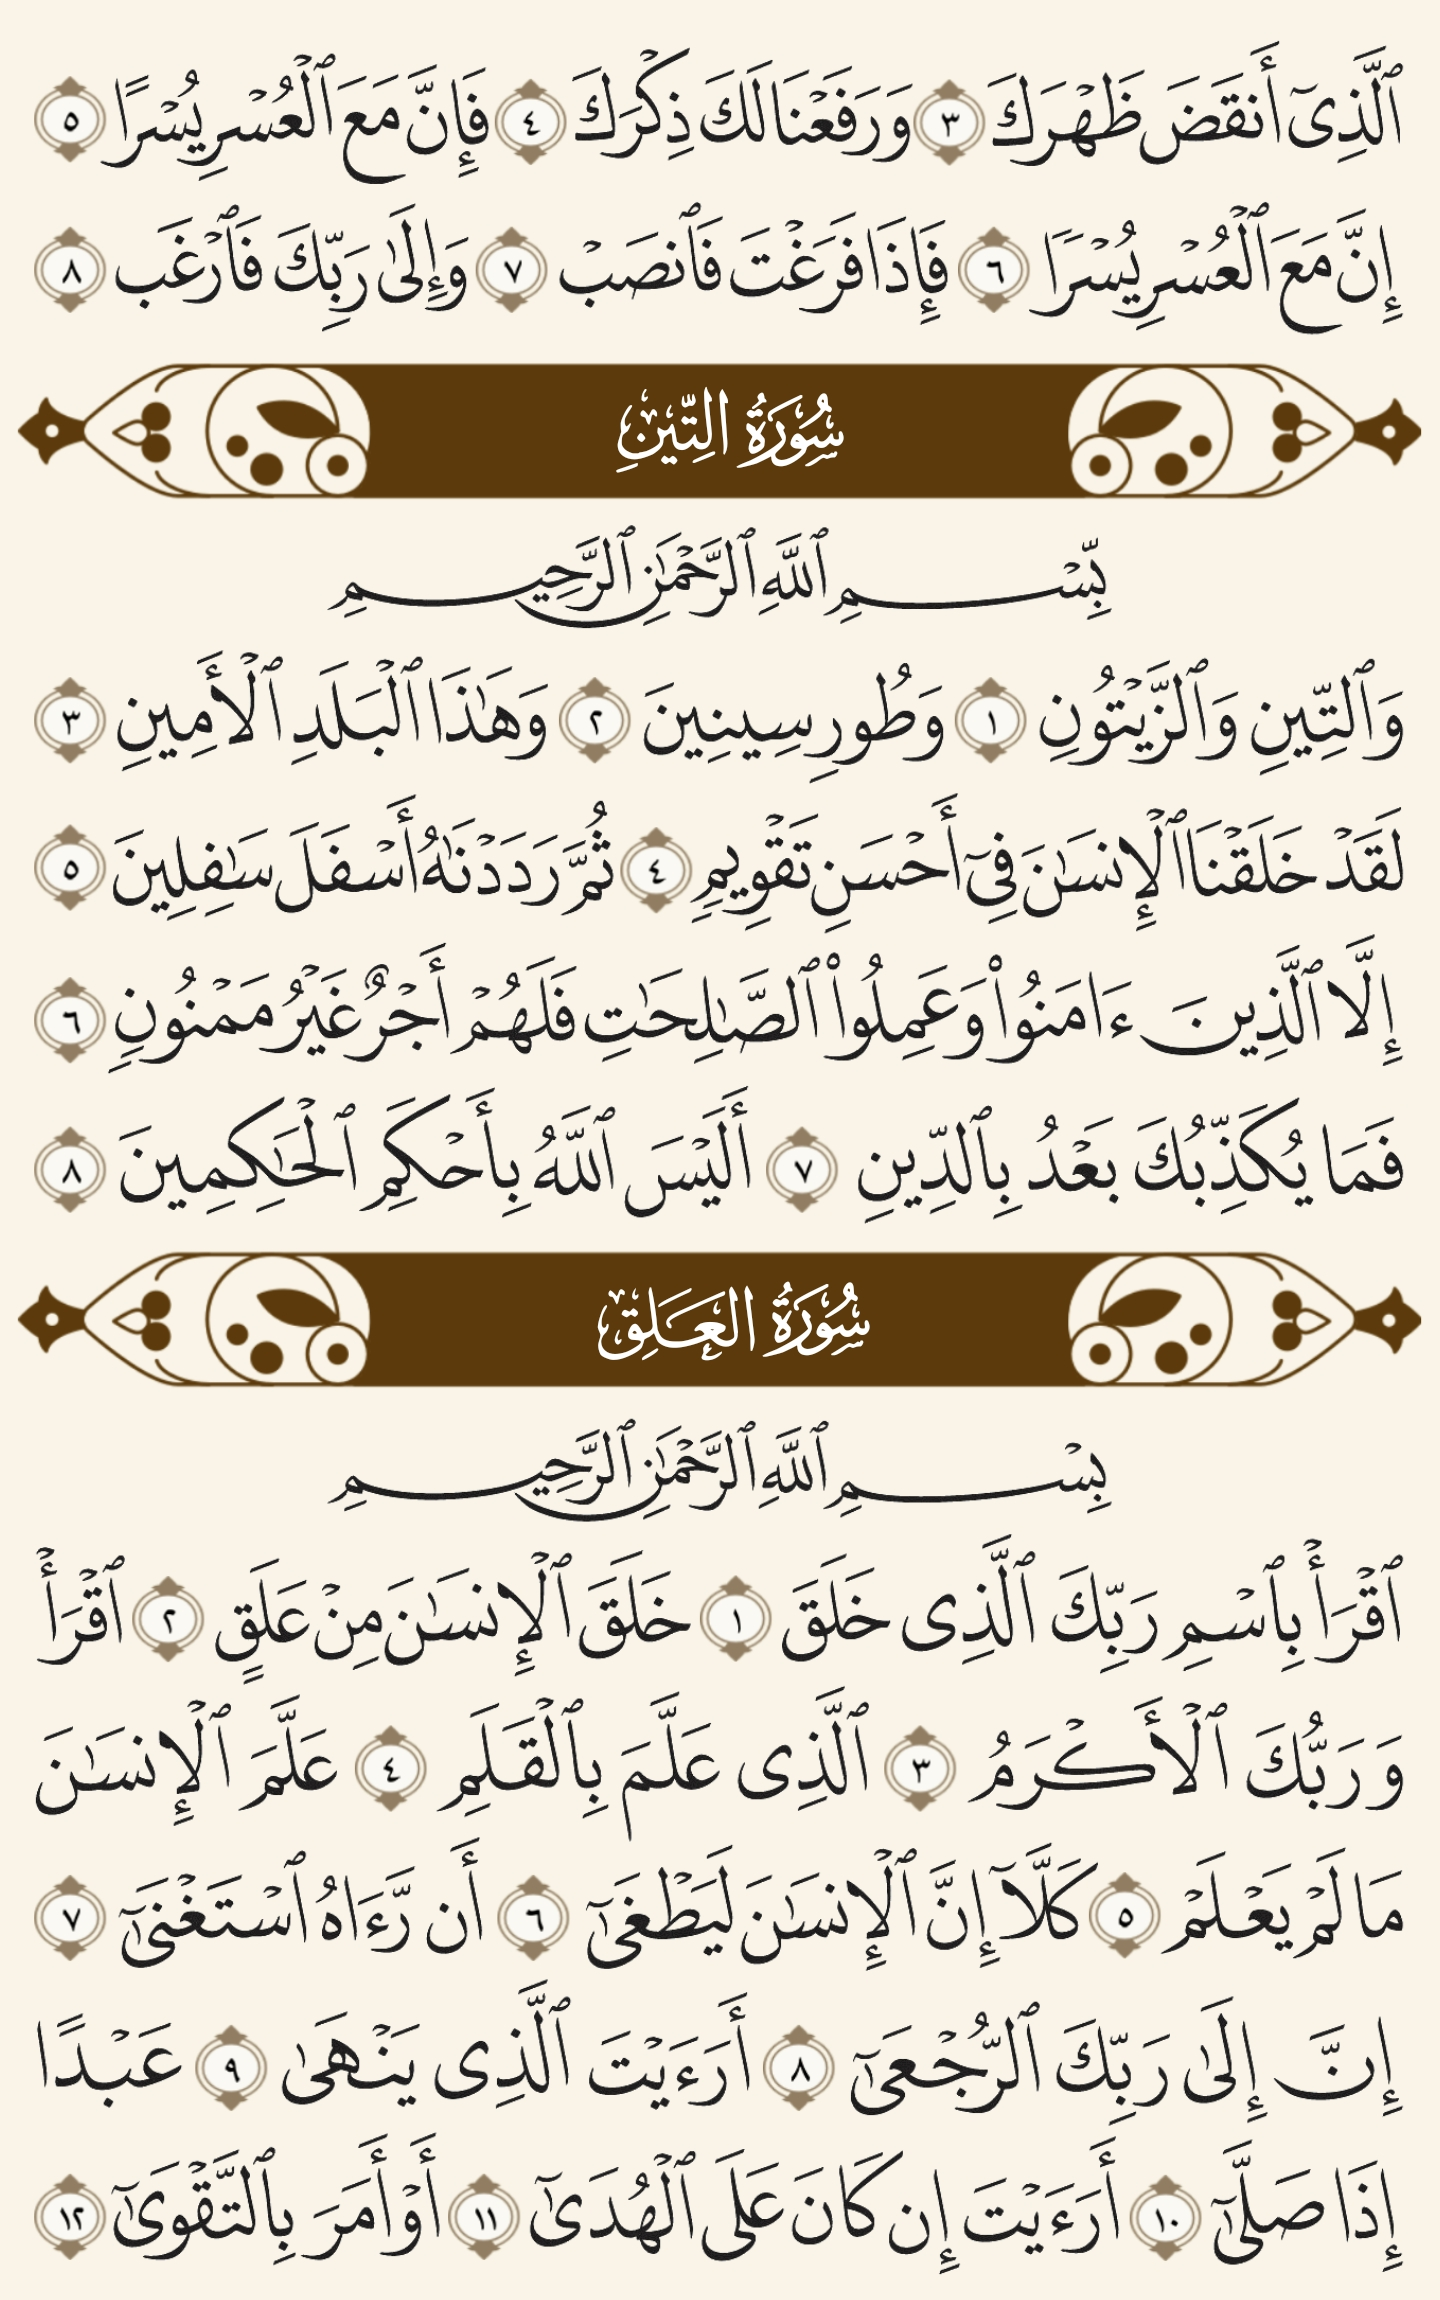 ٱلَّذِىٓ أَنقَضَ ظَهْرَكَ ٣ وَرَفَعْنَا لَكَ ذِكْرَكَ ٤ فَإِنَّ مَعَ ٱلْعُسْرِ يُسْرًا ٥
إِنَّ مَعَ ٱلْعُسْرِ يُسْرًا ٦ فَإِذَا فَرَغْتَ فَٱنصَبْ ٧ وَإِلَىٰ رَبِّكَ فَٱرْغَب ٨
سُورَةُ التِّينِ
بِّسْمِ ٱللَّهِ ٱلرَّحْمَٰنِ ٱلرَّحِيمِ
وَٱلتِّينِ وَٱلزَّيْتُونِ ١ وَطُورِ سِينِينَ ٢ وَهَٰذَا ٱلْبَلَدِ ٱلْأَمِينِ ٣
لَقَدْ خَلَقْنَا ٱلْإِنسَٰنَ فِىٓ أَحْسَنِ تَقْوِيمٍ ٤ ثُمَّ رَدَدْنَٰهُ أَسْفَلَ سَٰفِلِينَ ٥
إِلَّا ٱلَّذِينَ ءَامَنُوا۟ وَعَمِلُوا۟ ٱلصَّٰلِحَٰتِ فَلَهُمْ أَجْرٌ غَيْرُ مَمْنُونٍ ٦
فَمَا يُكَذِّبُكَ بَعْدُ بِٱلدِّينِ ٧ أَلَيْسَ ٱللَّهُ بِأَحْكَمِ ٱلْحَٰكِمِينَ ٨
سُورَةُ العَلَقِ
بِسْمِ ٱللَّهِ ٱلرَّحْمَٰنِ ٱلرَّحِيمِ
ٱقْرَأْ بِٱسْمِ رَبِّكَ ٱلَّذِى خَلَقَ ١ خَلَقَ ٱلْإِنسَٰنَ مِنْ عَلَقٍ ٢ ٱقْرَأْ
وَرَبُّكَ ٱلْأَكْرَمُ ٣ ٱلَّذِى عَلَّمَ بِٱلْقَلَمِ ٤ عَلَّمَ ٱلْإِنسَٰنَ
مَا لَمْ يَعْلَمْ ٥ كَلَّآ إِنَّ ٱلْإِنسَٰنَ لَيَطْغَىٰٓ ٦ أَن رَّءَاهُ ٱسْتَغْنَىٰٓ ٧
إِنَّ إِلَىٰ رَبِّكَ ٱلرُّجْعَىٰٓ ٨ أَرَءَيْتَ ٱلَّذِى يَنْهَىٰ ٩ عَبْدًا
إِذَا صَلَّىٰٓ ١٠ أَرَءَيْتَ إِن كَانَ عَلَى ٱلْهُدَىٰٓ ١١ أَوْ أَمَرَ بِٱلتَّقْوَىٰٓ ١٢